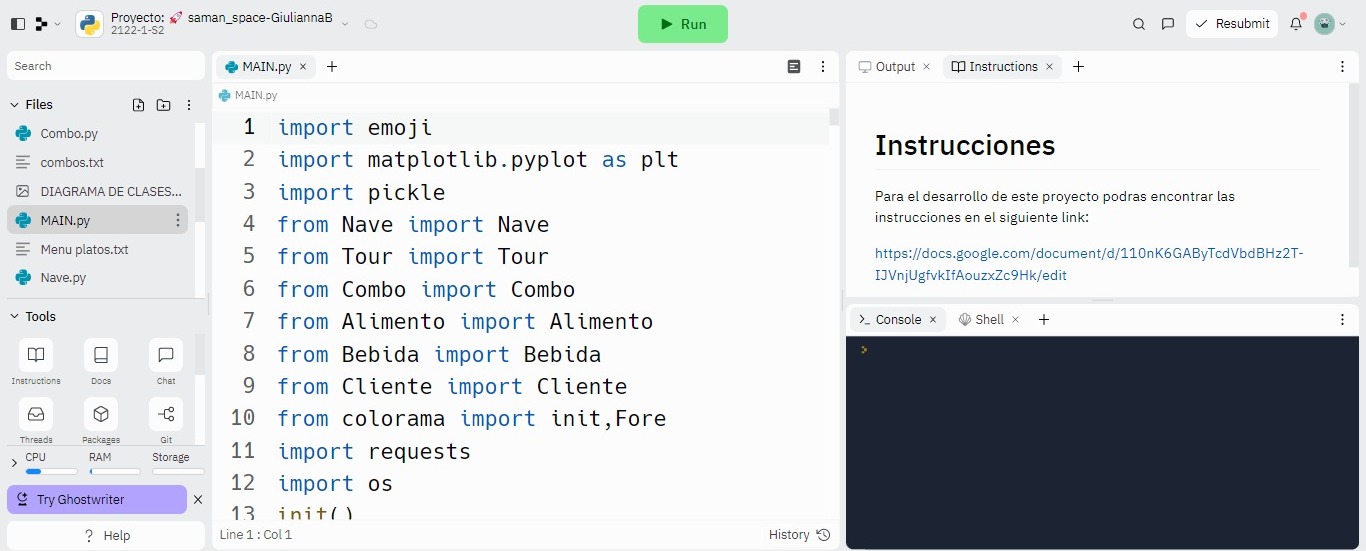 Proyecto: 🚀 saman_space-GiuliannaB
2122-1-S2
Run
Resubmit
Search
Files
Combo.py
combos.txt
DIAGRAMA DE CLASES...
MAIN.py
Menu platos.txt
Nave.py
Tools
Instructions
Docs
Chat
Threads
Packages
Git
CPU
RAM
Storage
Try Ghostwriter
Help
MAIN.py
MAIN.py
1 import emoji
2 import matplotlib.pyplot as plt
3 import pickle
4 from Nave import Nave
5 from Tour import Tour
6 from Combo import Combo
7 from Alimento import Alimento
8 from Bebida import Bebida
9 from Cliente import Cliente
10 from colorama import init,Fore
11 import requests
12 import os
13 init()
Line 1 : Col 1
History
Output
Instructions
Instrucciones
Para el desarrollo de este proyecto podras encontrar las
instrucciones en el siguiente link:
https://docs.google.com/document/d/110nK6GAByTcdVbdBHz2T-
IJVnjUgfvkIfAouzxZc9Hk/edit
Console
Shell